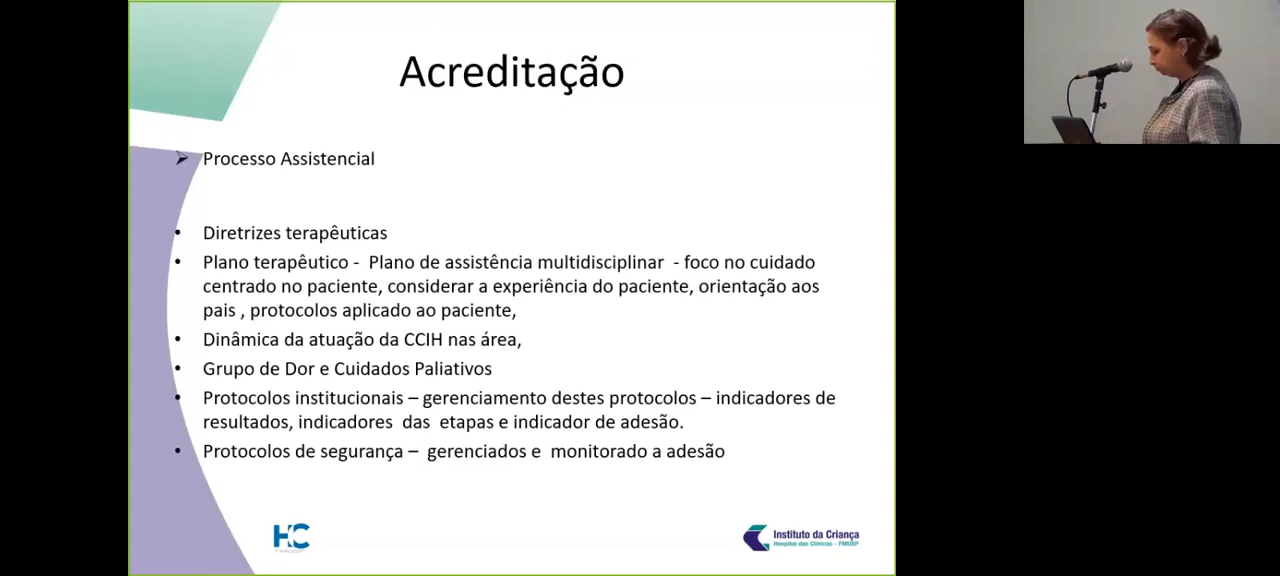 Acreditação
➢ Processo Assistencial
• Diretrizes terapêuticas
• Plano terapêutico - Plano de assistência multidisciplinar - foco no cuidado
centrado no paciente, considerar a experiência do paciente, orientação aos
pais , protocolos aplicado ao paciente,
• Dinâmica da atuação da CCIH nas área,
• Grupo de Dor e Cuidados Paliativos
• Protocolos institucionais – gerenciamento destes protocolos – indicadores de
resultados, indicadores das etapas e indicador de adesão.
• Protocolos de segurança – gerenciados e monitorado a adesão
HC
Instituto da Criança
Hospital das Clínicas - FMUSP